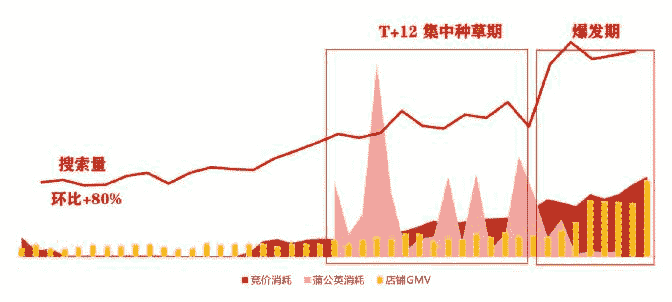 T+12 集中种草期
爆发期
搜索量
环比+80%
竞价消耗
蒲公英消耗
店铺GMV